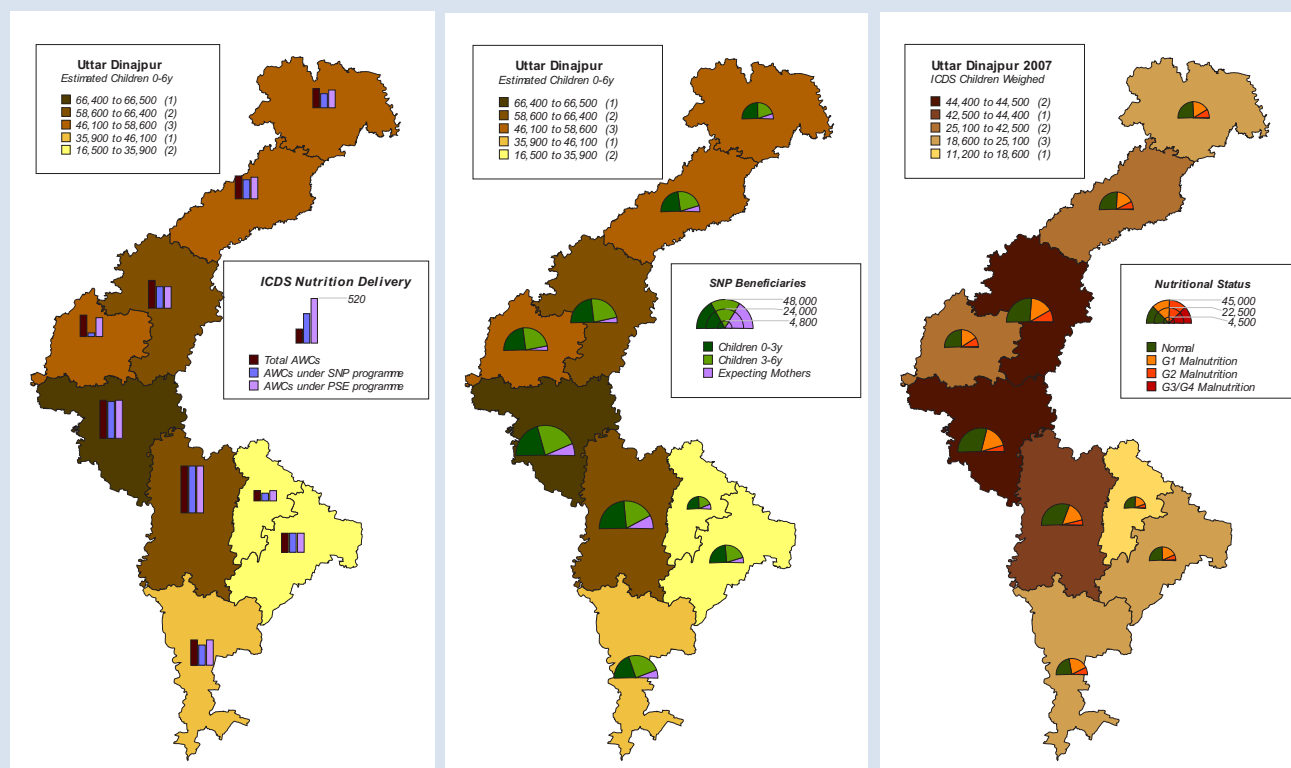 Uttar Dinajpur
Estimated Children 0-6y
66,400 to 66,500 (1)
58,600 to 66,400 (2)
46,100 to 58,600 (3)
35,900 to 46,100 (1)
16,500 to 35,900 (2)
ICDS Nutrition Delivery
520
Total AWCs
AWCs under SNP programme
AWCs under PSE programme
Uttar Dinajpur
Estimated Children 0-6y
66,400 to 66,500 (1)
58,600 to 66,400 (2)
46,100 to 58,600 (3)
35,900 to 46,100 (1)
16,500 to 35,900 (2)
SNP Beneficiaries
48,000
24,000
4,800
Children 0-3y
Children 3-6y
Expecting Mothers
Uttar Dinajpur 2007
ICDS Children Weighed
44,400 to 44,500 (2)
42,500 to 44,400 (1)
25,100 to 42,500 (2)
18,600 to 25,100 (3)
11,200 to 18,600 (1)
Nutritional Status
45,000
22,500
4,500
Normal
G1 Malnutrition
G2 Malnutrition
G3/G4 Malnutrition